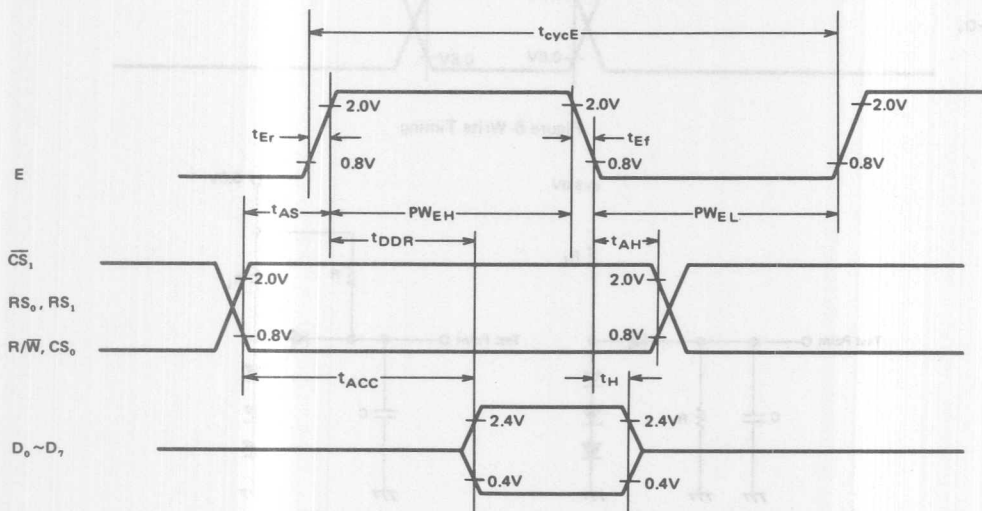 tcycE
2.0V
2.0V
2.0V
tEr
tEf
0.8V
0.8V
0.8V
E
tAS
PWEH
PWEL
tDDR
tAH
CS1
2.0V
2.0V
RS0, RS1
0.8V
0.8V
R/W, CS0
tACC
tH
2.4V
2.4V
D0~D7
0.4V
0.4V